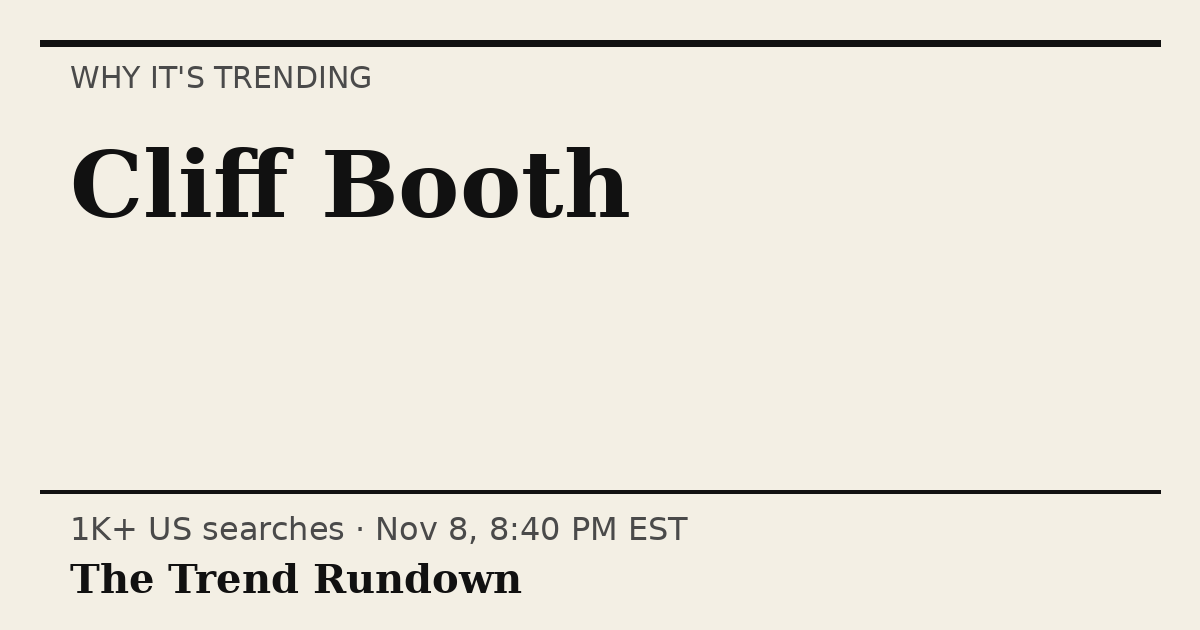 WHY IT'S TRENDING
Cliff Booth
1K+ US searches · Nov 8, 8:40 PM EST
The Trend Rundown